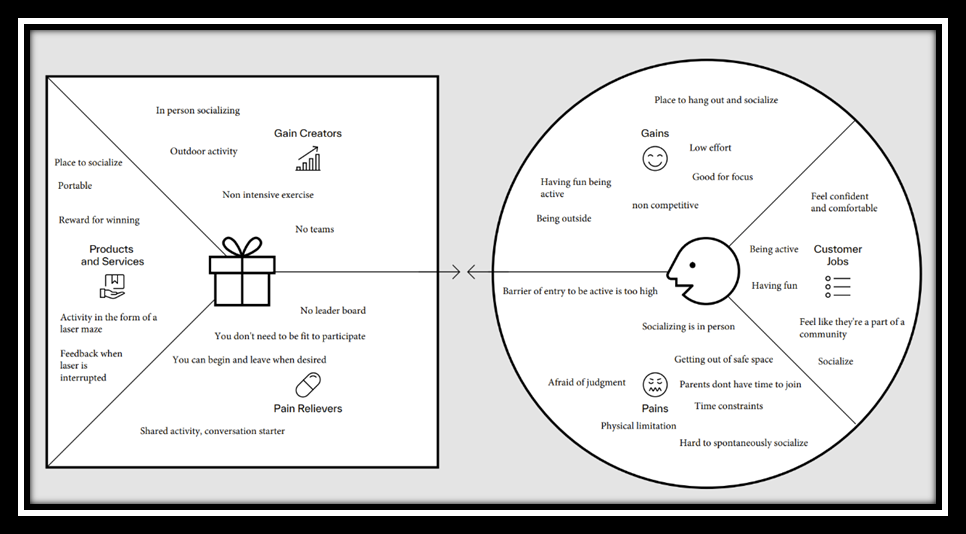 In person socializing
Gain Creators
Outdoor activity
Non intensive exercise
No teams
Place to socialize
Portable
Reward for winning
Products
and Services
Activity in the form of a
laser maze
Feedback when
laser is
interrupted
No leader board
You don't need to be fit to participate
You can begin and leave when desired
Pain Relievers
Shared activity, conversation starter
Place to hang out and socialize
Gains
Low effort
Good for focus
Having fun being
active
non competitive
Being outside
Feel confident
and comfortable
Being active
Customer
Jobs
Having fun
Feel like they're a part of a
community
Socialize
Barrier of entry to be active is too high
Socializing is in person
Getting out of safe space
Afraid of judgment
Parents dont have time to join
Pains
Time constraints
Physical limitation
Hard to spontaneously socialize